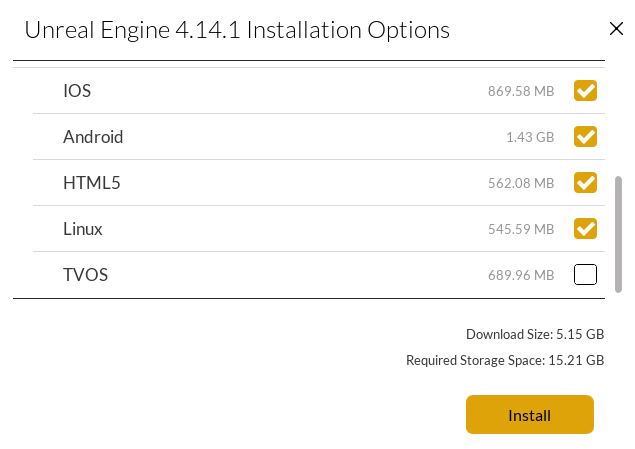 Unreal Engine 4.14.1 Installation Options
IOS 869.58 MB
Android 1.43 GB
HTML5 562.08 MB
Linux 545.59 MB
TVOS 689.96 MB
Download Size: 5.15 GB
Required Storage Space: 15.21 GB
Install